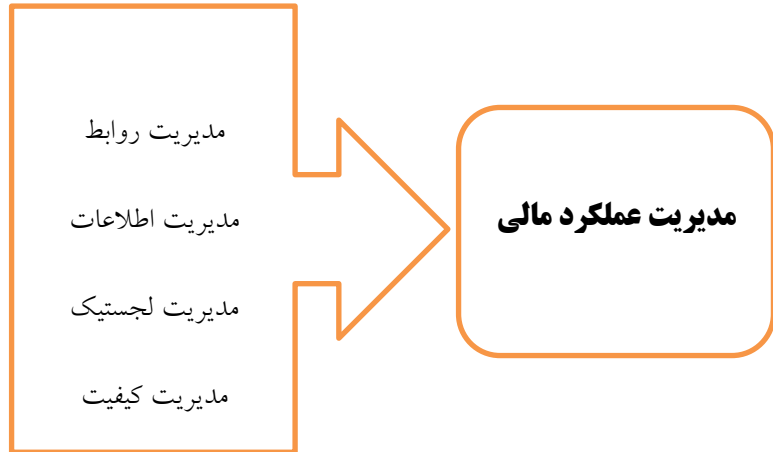 مدیریت روابط
مدیریت اطلاعات
مدیریت لجستیک
مدیریت کیفیت
مدیریت عملکرد مالی